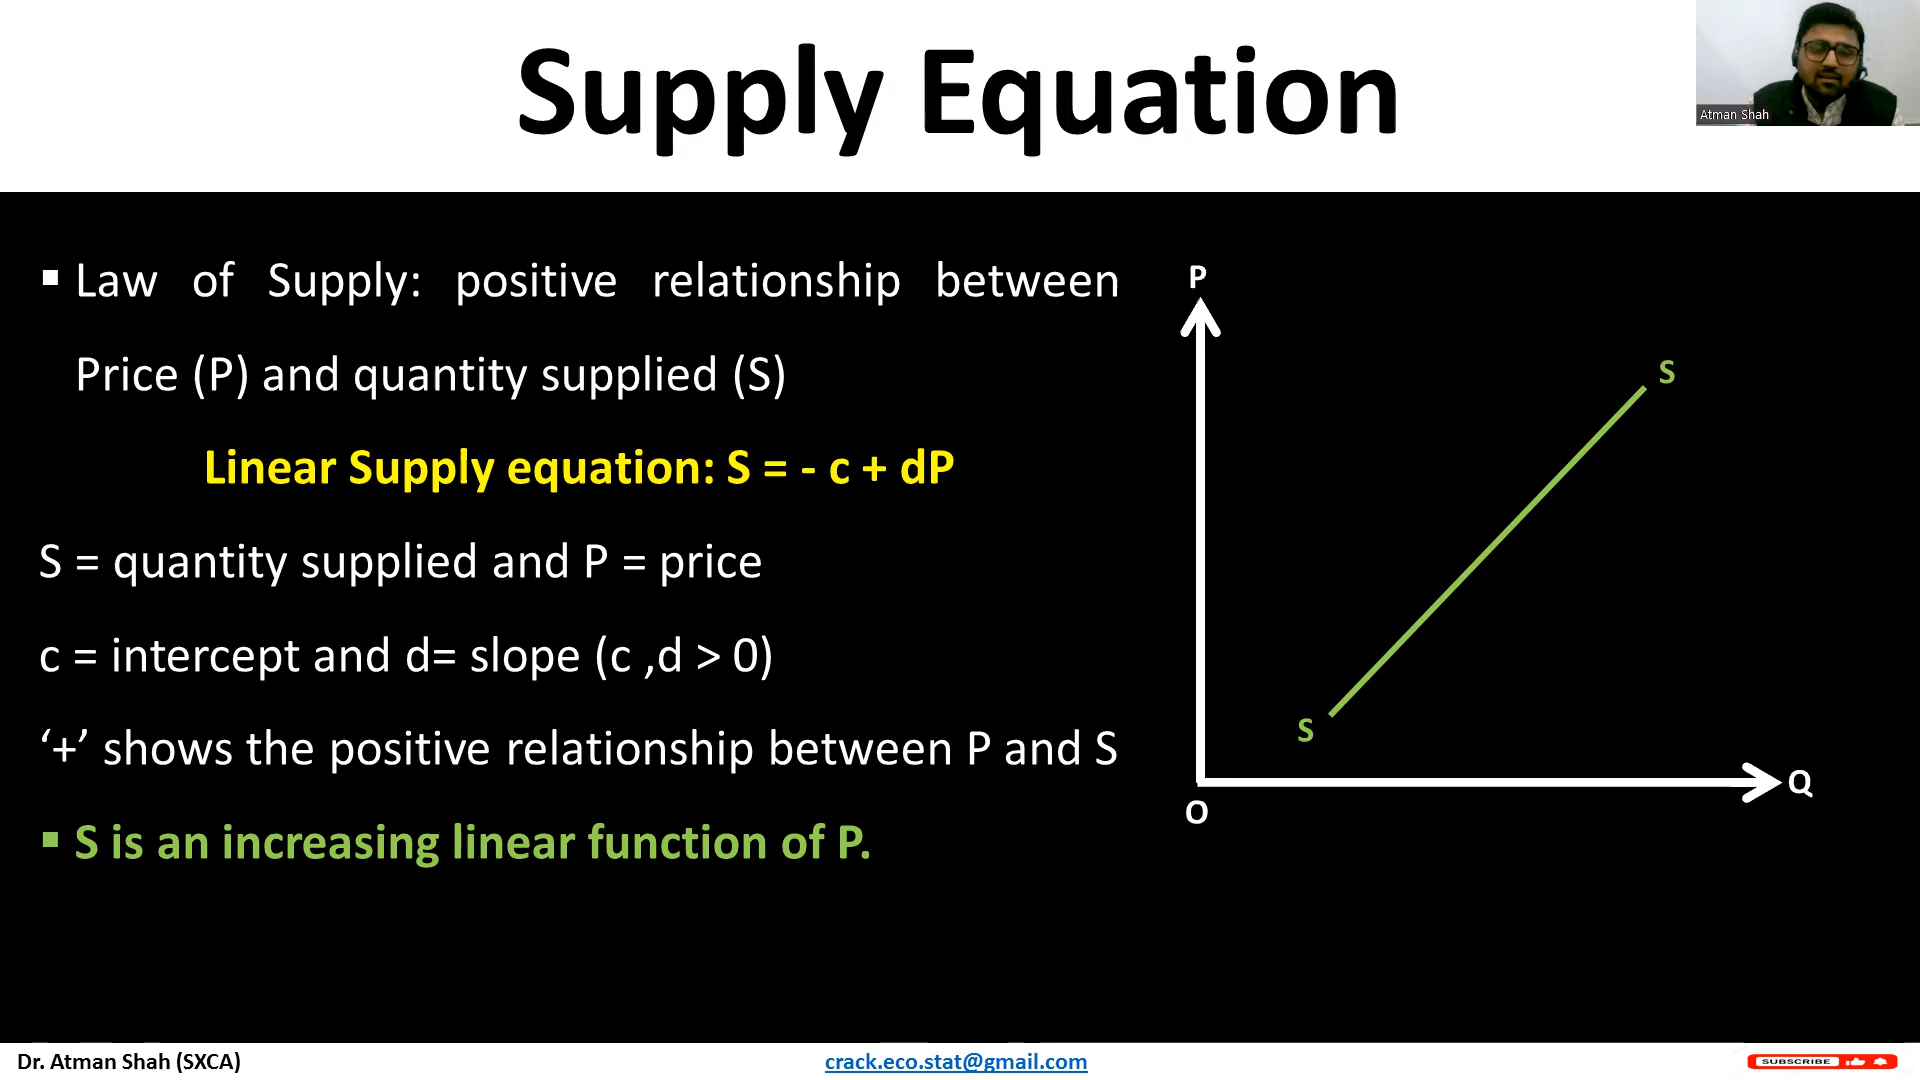 Supply Equation
Atman Shah
▪ Law of Supply: positive relationship between
Price (P) and quantity supplied (S)
Linear Supply equation: S = - c + dP
S = quantity supplied and P = price
c = intercept and d= slope (c ,d > 0)
‘+’ shows the positive relationship between P and S
▪ S is an increasing linear function of P.
P
S
S
Q
O
Dr. Atman Shah (SXCA)
crack.eco.stat@gmail.com
SUBSCRIBE